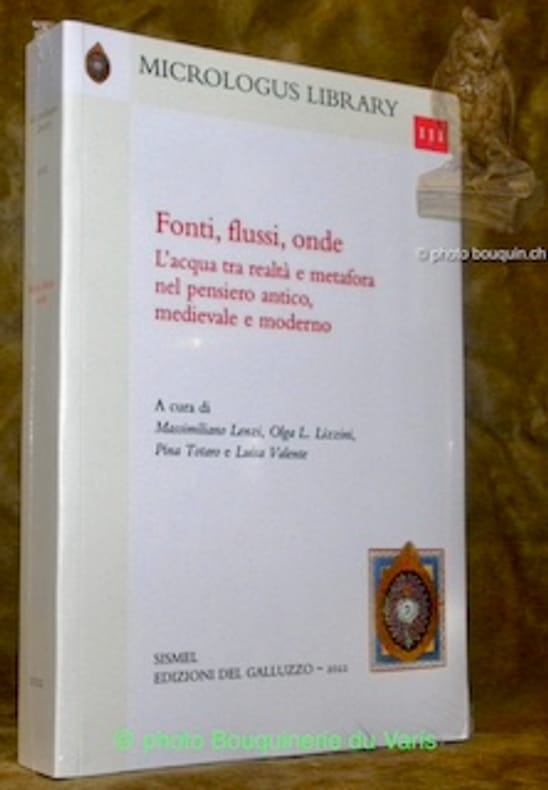 MICROLOGUS LIBRARY
111
Fonti, flussi, onde
L'acqua tra realtà e metafora
nel pensiero antico,
medievale e moderno
A cura di
Massimiliano Lenzi, Olga L. Lizzini,
Pina Totaro e Luisa Valente
SISMEL
EDIZIONI DEL GALLUZZO – 2022
© photo bouquin.ch
© photo Bouquinerie du Varis